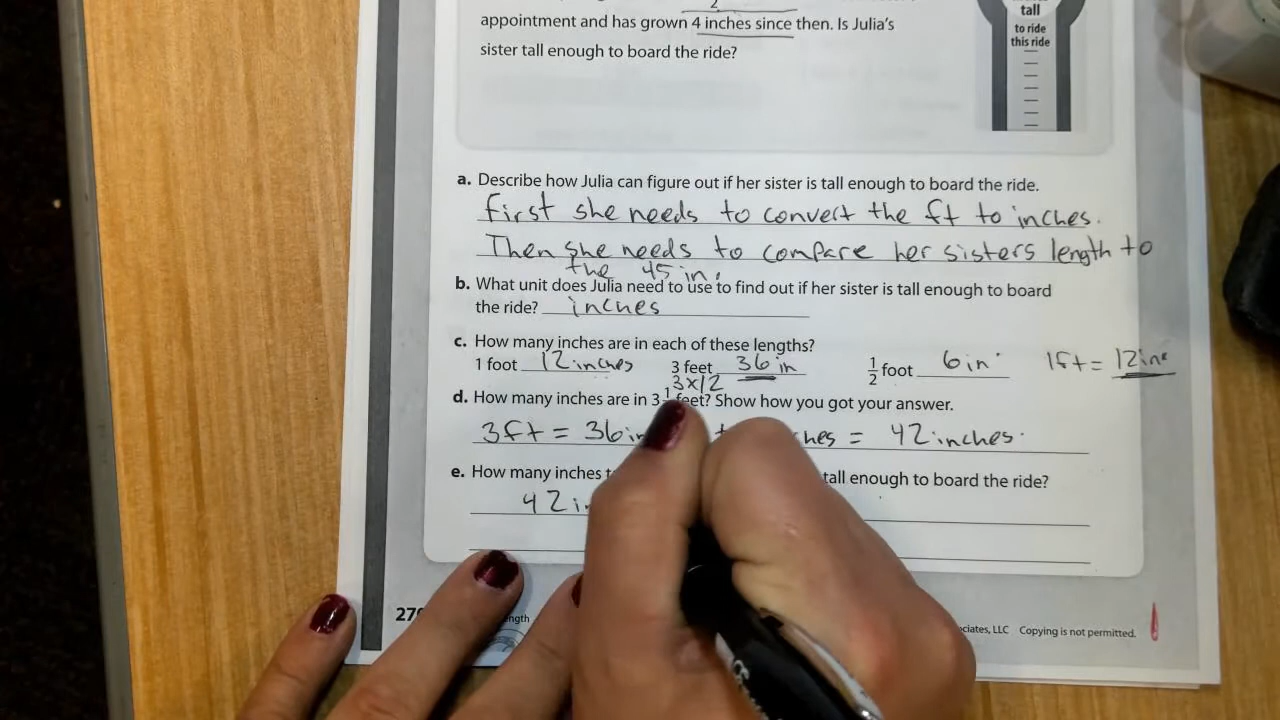 2
appointment and has grown 4 inches since then. Is Julia's
sister tall enough to board the ride?
tall
to ride
this ride
a. Describe how Julia can figure out if her sister is tall enough to board the ride.
first she needs to convert the ft to inches.
Then she needs to compare her sisters length to
the 45 in.
b. What unit does Julia need to use to find out if her sister is tall enough to board
the ride? inches
c. How many inches are in each of these lengths?
1 foot 12 inches 3 feet 36 in 1/2 foot 6 in 1ft = 12in
3x12
d. How many inches are in 3 feet? Show how you got your answer.
3ft = 36in = 42 inches.
e. How many inches tall enough to board the ride?
42 in
ciates, LLC Copying is not permitted.